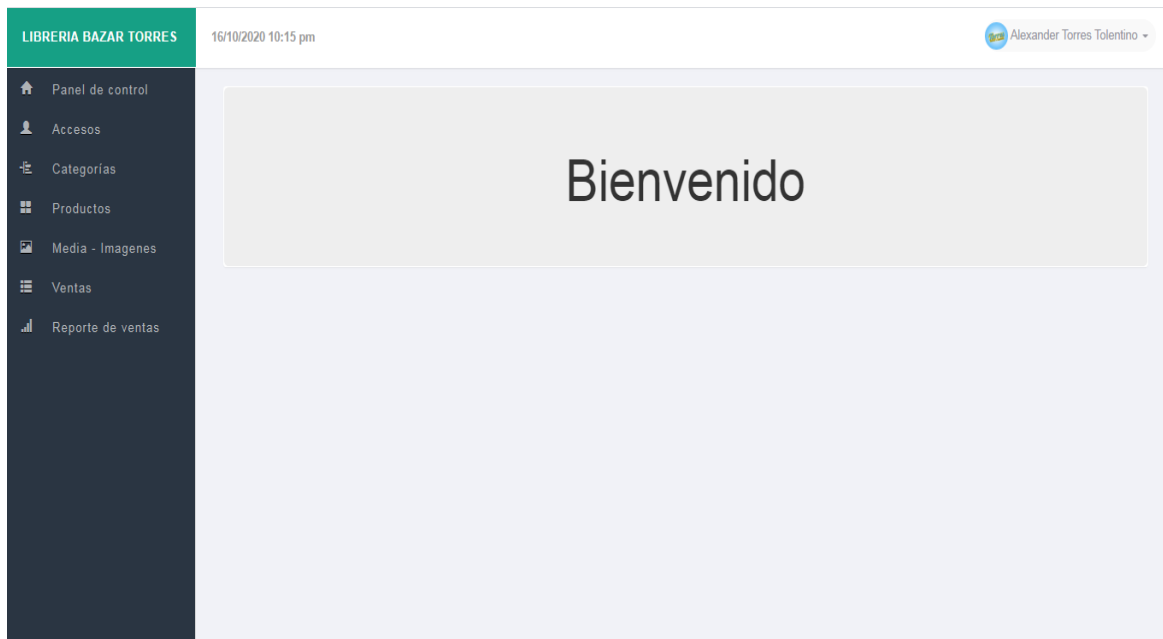 LIBRERIA BAZAR TORRES
16/10/2020 10:15 pm
Alexander Torres Tolentino
Panel de control
Accesos
Categorías
Productos
Media - Imagenes
Ventas
Reporte de ventas
Bienvenido